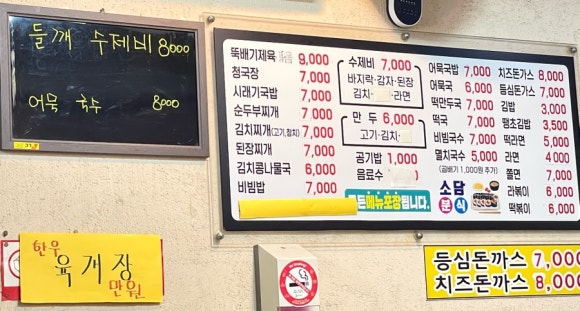 들깨 수제비 8000
어묵 국수 8000
뚝배기제육 9,000
청국장 7,000
시래기국밥 7,000
순두부찌개 7,000
김치찌개(고기,참치) 7,000
된장찌개 7,000
김치콩나물국 6,000
비빔밥 7,000
수제비 7,000
바지락·감자·된장
김치· ·라면
만두 6,000
고기·김치·
공기밥 1,000
음료수
든메뉴포장됩니다.
어묵국밥 7,000
어묵국 6,000
떡만두국 7,000
떡국 7,000
비빔국수 7,000
멸치국수 5,000
(곱빼기 1,000원 추가)
소담
분식
치즈돈가스 8,000
등심돈가스 7,000
김밥 3,000
땡초김밥 3,500
떡라면 5,000
라면 4,000
쫄면 7,000
라볶이 6,000
떡볶이 6,000
한우
육개장
만원
등심돈까스 7,000
치즈돈까스 8,000